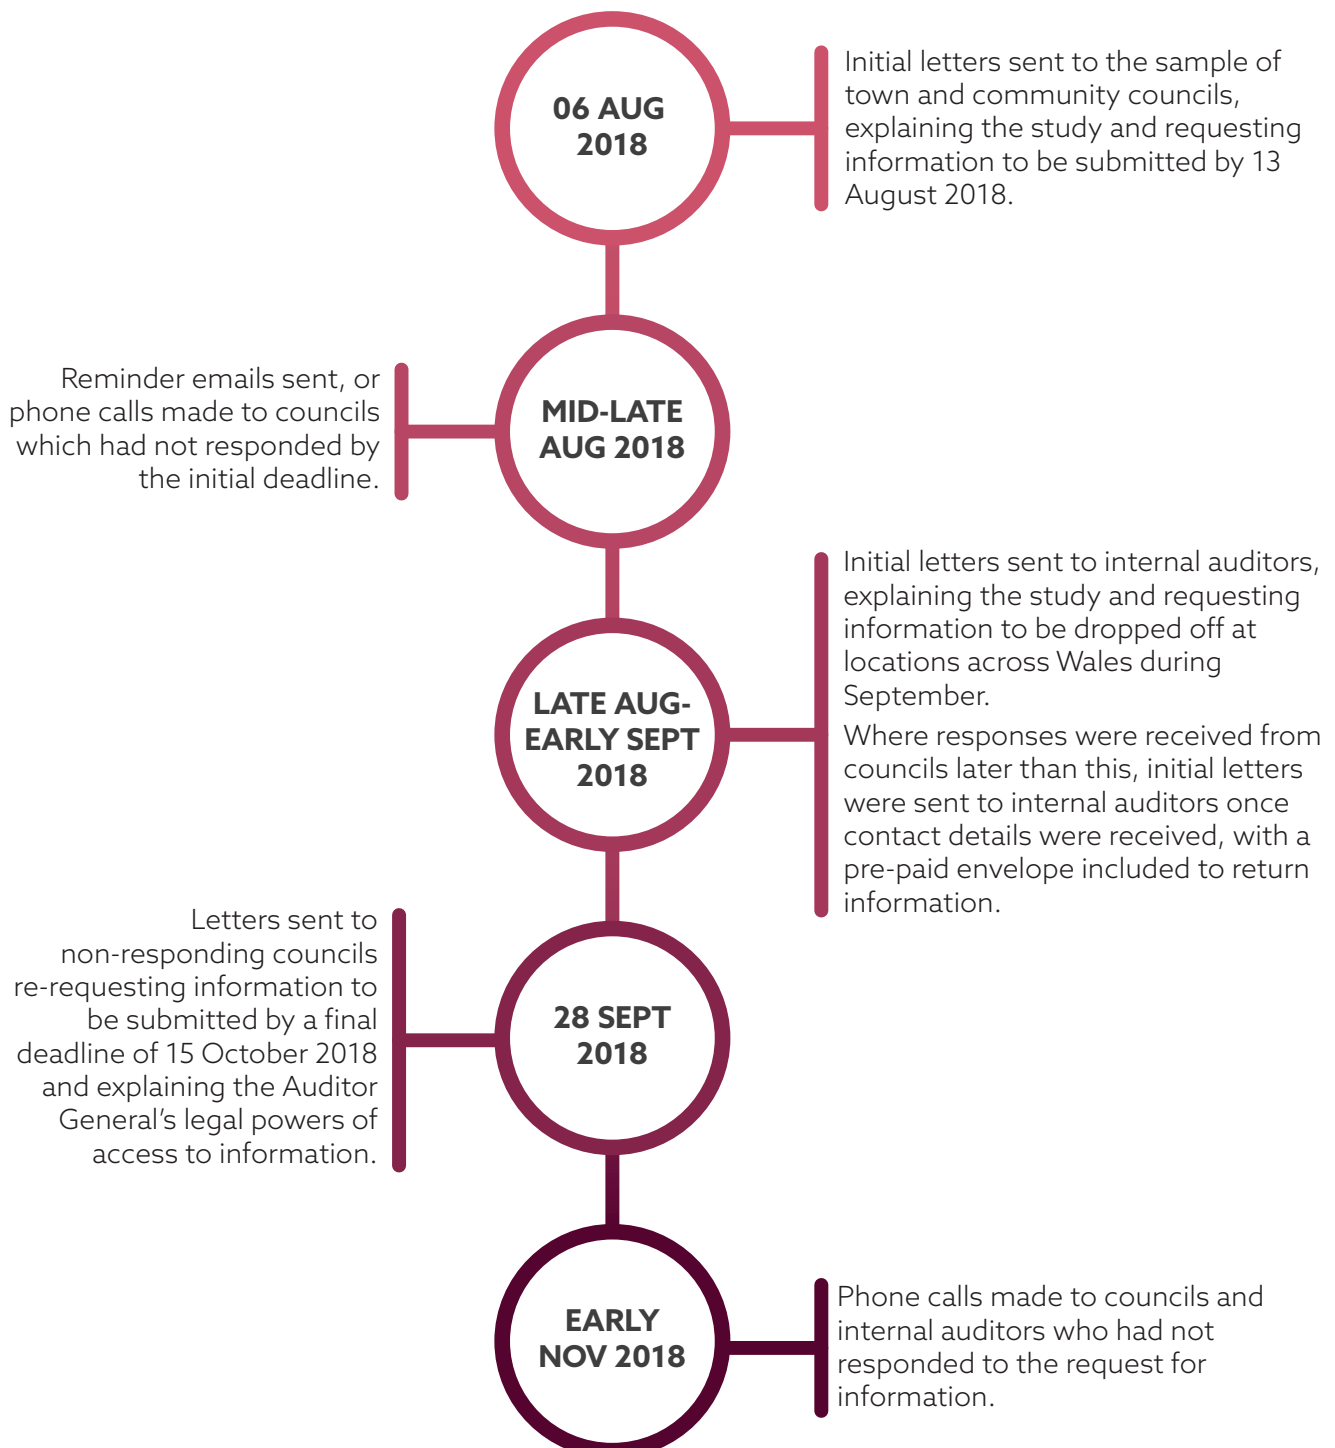 06 AUG
2018
Initial letters sent to the sample of
town and community councils,
explaining the study and requesting
information to be submitted by 13
August 2018.
Reminder emails sent, or
phone calls made to councils
which had not responded by
the initial deadline.
MID-LATE
AUG 2018
LATE AUG-
EARLY SEPT
2018
Initial letters sent to internal auditors,
explaining the study and requesting
information to be dropped off at
locations across Wales during
September.
Where responses were received from
councils later than this, initial letters
were sent to internal auditors once
contact details were received, with a
pre-paid envelope included to return
information.
Letters sent to
non-responding councils
re-requesting information to
be submitted by a final
deadline of 15 October 2018
and explaining the Auditor
General’s legal powers of
access to information.
28 SEPT
2018
EARLY
NOV 2018
Phone calls made to councils and
internal auditors who had not
responded to the request for
information.